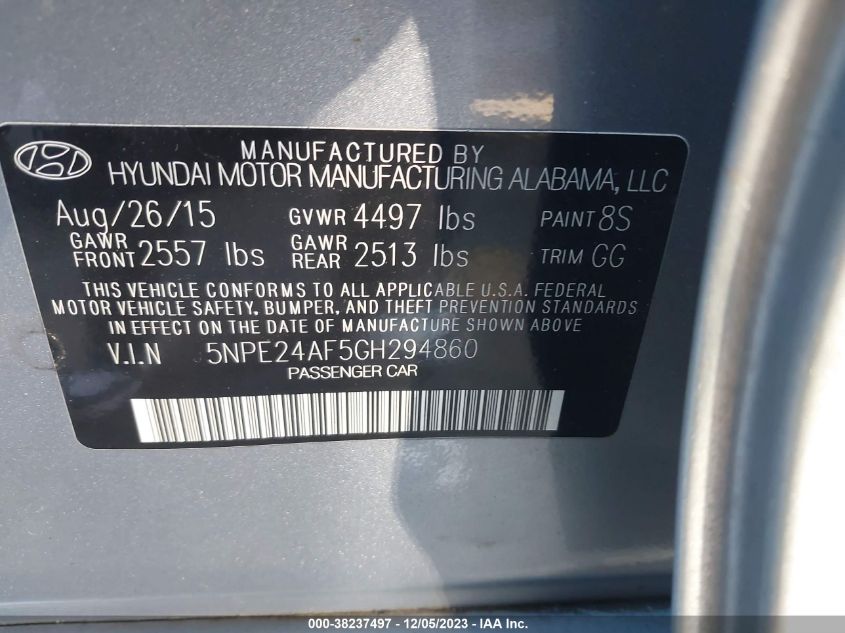 MANUFACTURED BY
HYUNDAI MOTOR MANUFACTURING ALABAMA, LLC
Aug/26/15 GVWR 4497 lbs PAINT 8S
GAWR FRONT 2557 lbs GAWR REAR 2513 lbs TRIM GG
THIS VEHICLE CONFORMS TO ALL APPLICABLE U.S.A. FEDERAL
MOTOR VEHICLE SAFETY, BUMPER, AND THEFT PREVENTION STANDARDS
IN EFFECT ON THE DATE OF MANUFACTURE SHOWN ABOVE
V.I.N 5NPE24AF5GH294860
PASSENGER CAR
000-38237497 - 12/05/2023 - IAA Inc.